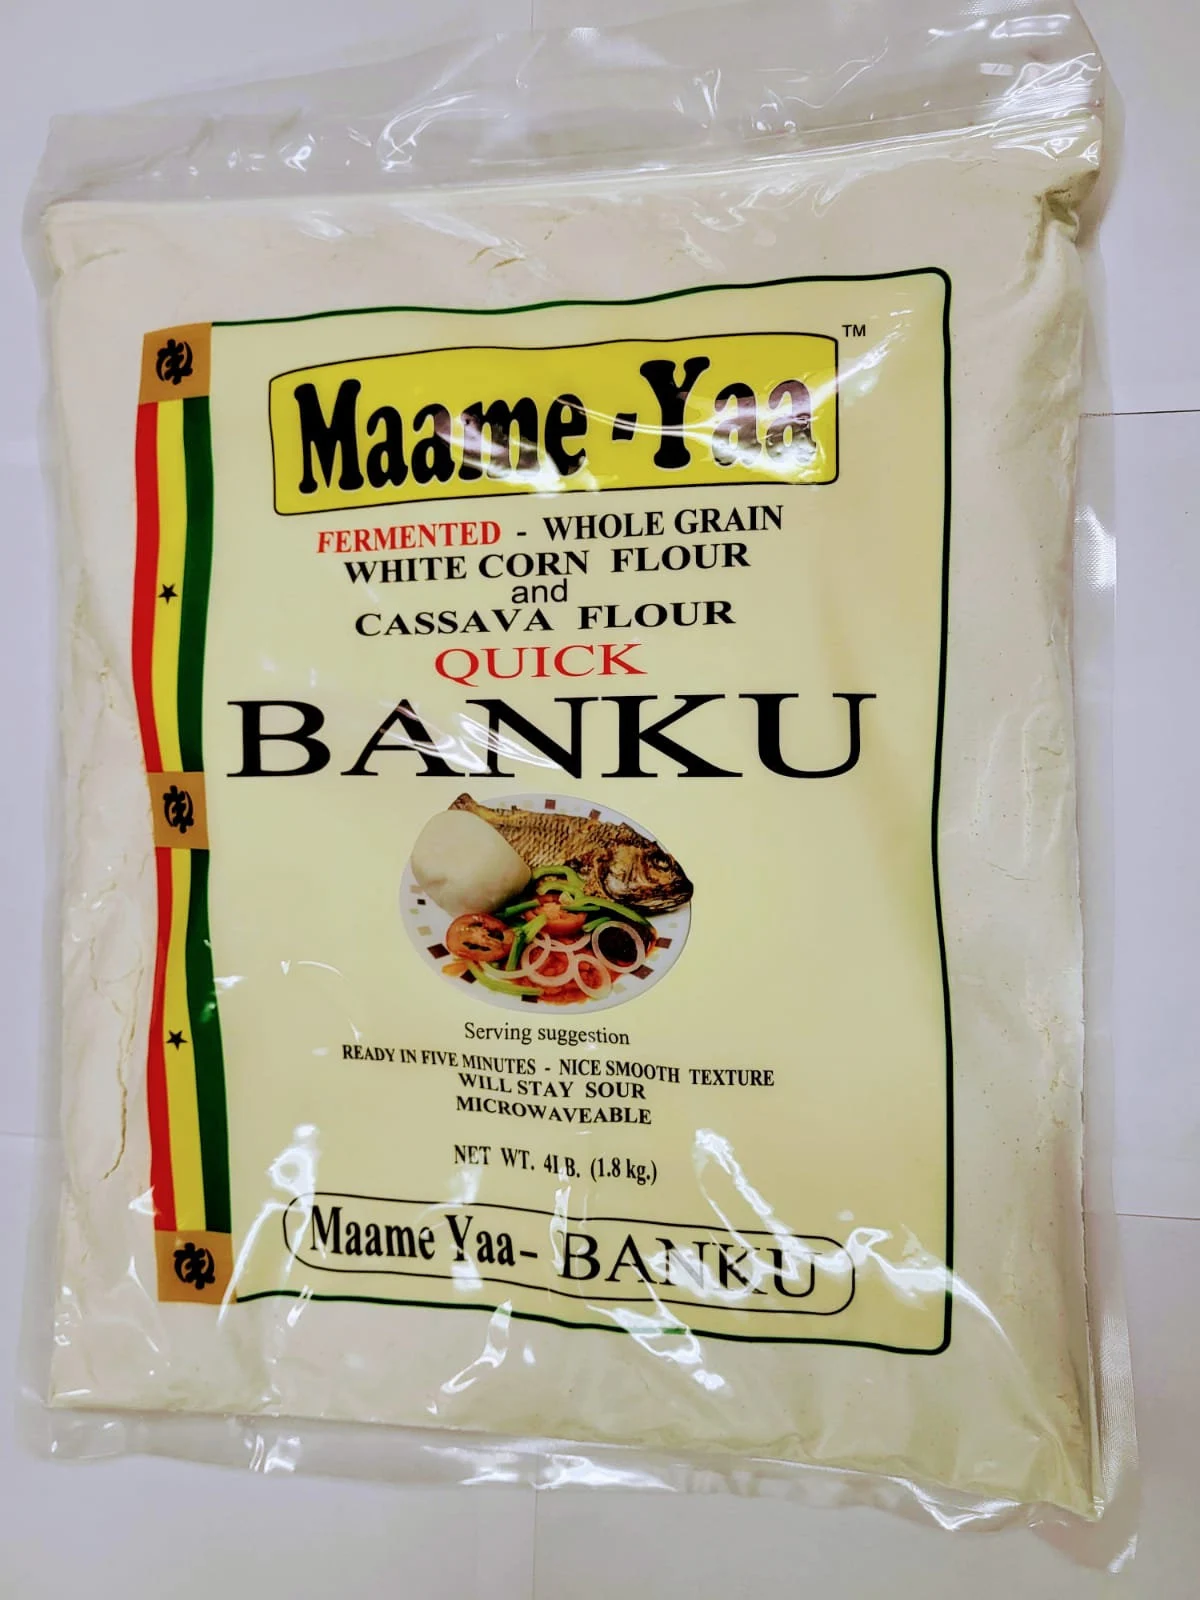 Maame-Yaa
TM
FERMENTED - WHOLE GRAIN
WHITE CORN FLOUR
and
CASSAVA FLOUR
QUICK
BANKU
Serving suggestion
READY IN FIVE MINUTES - NICE SMOOTH TEXTURE
WILL STAY SOUR
MICROWAVEABLE
NET WT. 4LB. (1.8 kg.)
Maame Yaa- BANKU